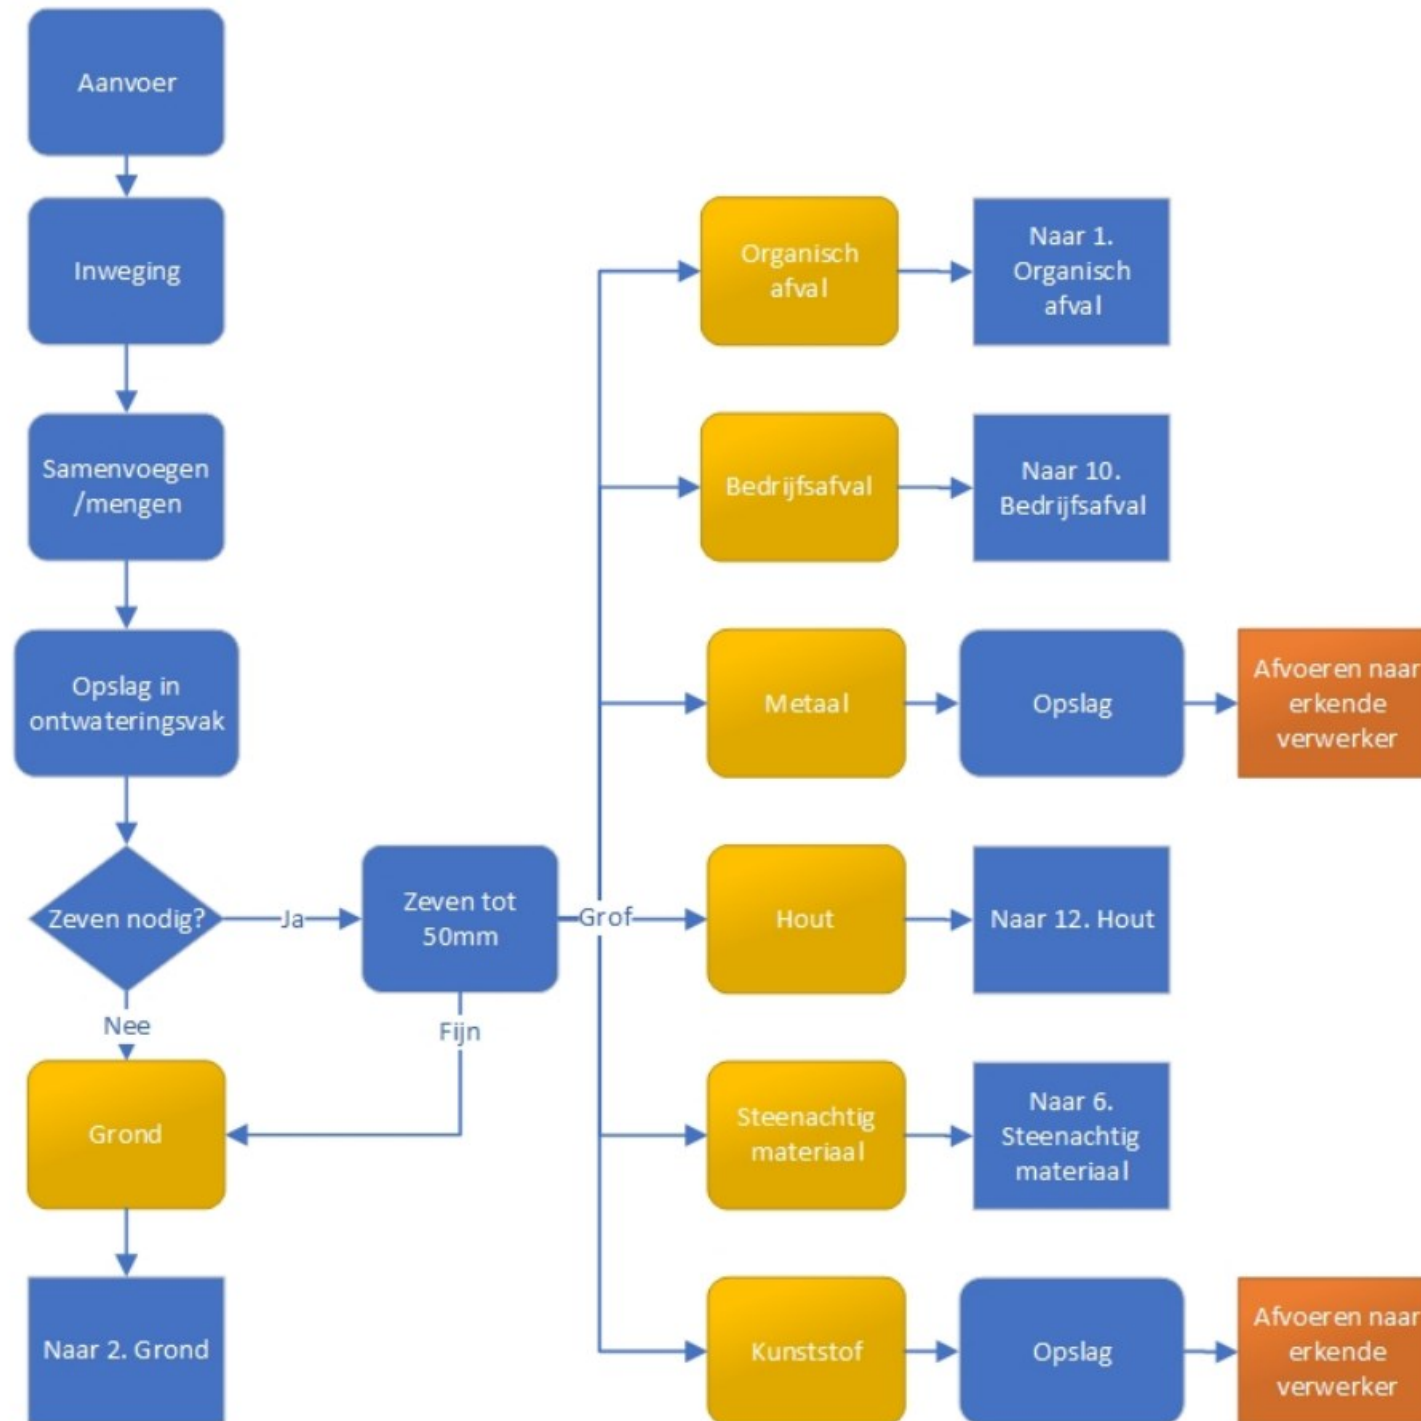 Aanvoer
Inweging
Samenvoegen
/mengen
Opslag in
ontwateringsvak
Zeven nodig?
Ja
Nee
Zeven tot
50mm
Fijn
Grof
Grond
Naar 2. Grond
Organisch
afval
Naar 1.
Organisch
afval
Bedrijfsafval
Naar 10.
Bedrijfsafval
Metaal
Opslag
Afvoeren naar
erkende
verwerker
Hout
Naar 12. Hout
Steenachtig
materiaal
Naar 6.
Steenachtig
materiaal
Kunststof
Opslag
Afvoeren naar
erkende
verwerker